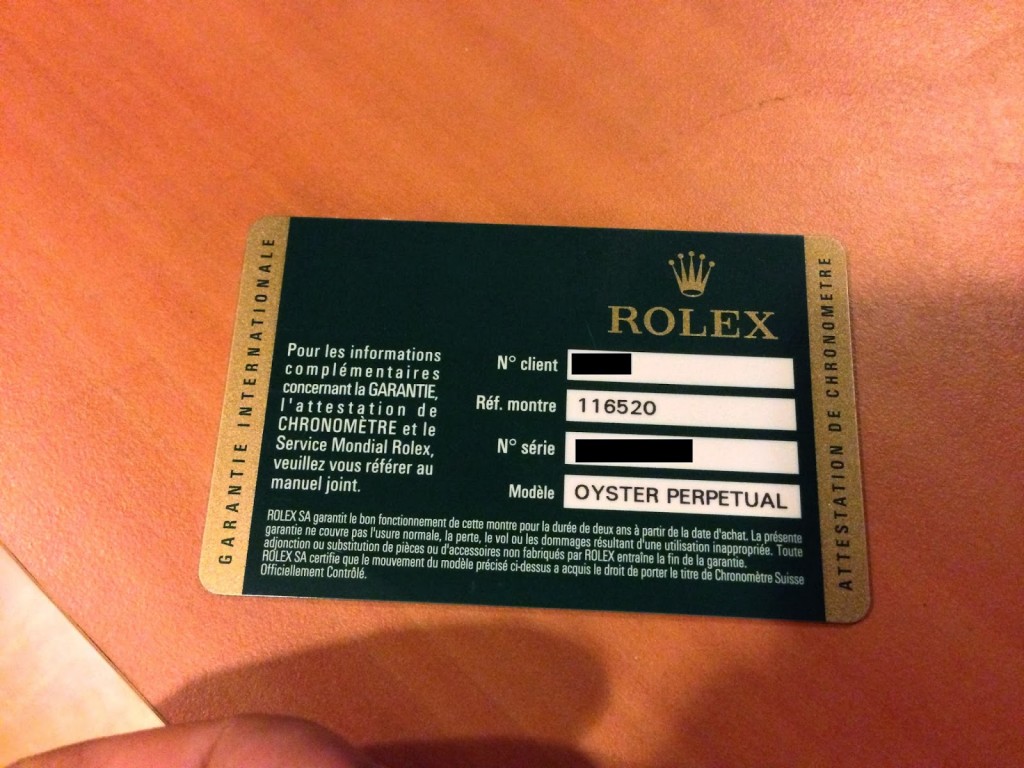 GARANTIE INTERNATIONALE
ROLEX
Pour les informations
complémentaires
concernant la GARANTIE,
l'attestation de
CHRONOMÈTRE et le
Service Mondial Rolex,
veuillez vous référer au
manuel joint.
N° client
Réf. montre 116520
N° série
Modèle OYSTER PERPETUAL
ROLEX SA garantit le bon fonctionnement de cette montre pour la durée de deux ans à partir de la date d'achat. La présente
garantie ne couvre pas l'usure normale, la perte, le vol ou les dommages résultant d'une utilisation inappropriée. Toute
adjonction ou substitution de pièces ou d'accessoires non fabriqués par ROLEX entraîne la fin de la garantie.
ROLEX SA certifie que le mouvement du modèle précisé ci-dessus a acquis le droit de porter le titre de Chronomètre Suisse
Officiellement Contrôlé.
ATTESTATION DE CHRONOMETRE